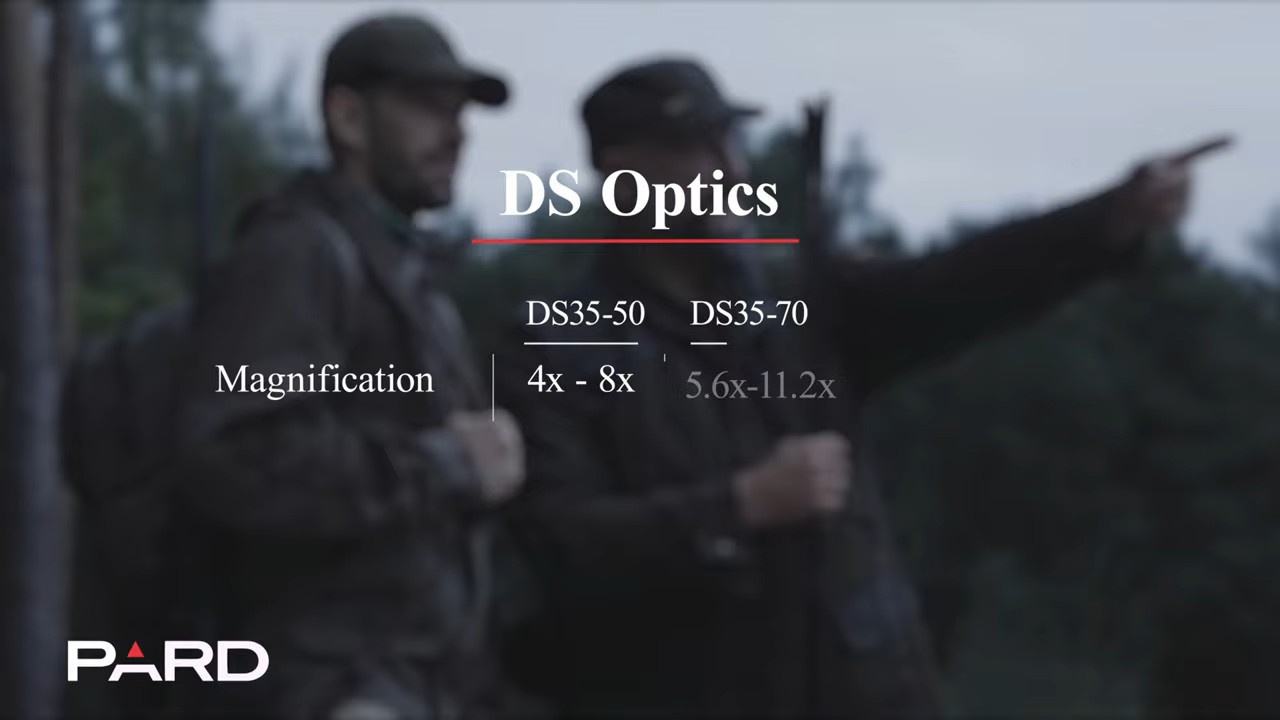 DS Optics
DS35-50 DS35-70
Magnification 4x - 8x 5.6x-11.2x
PARD